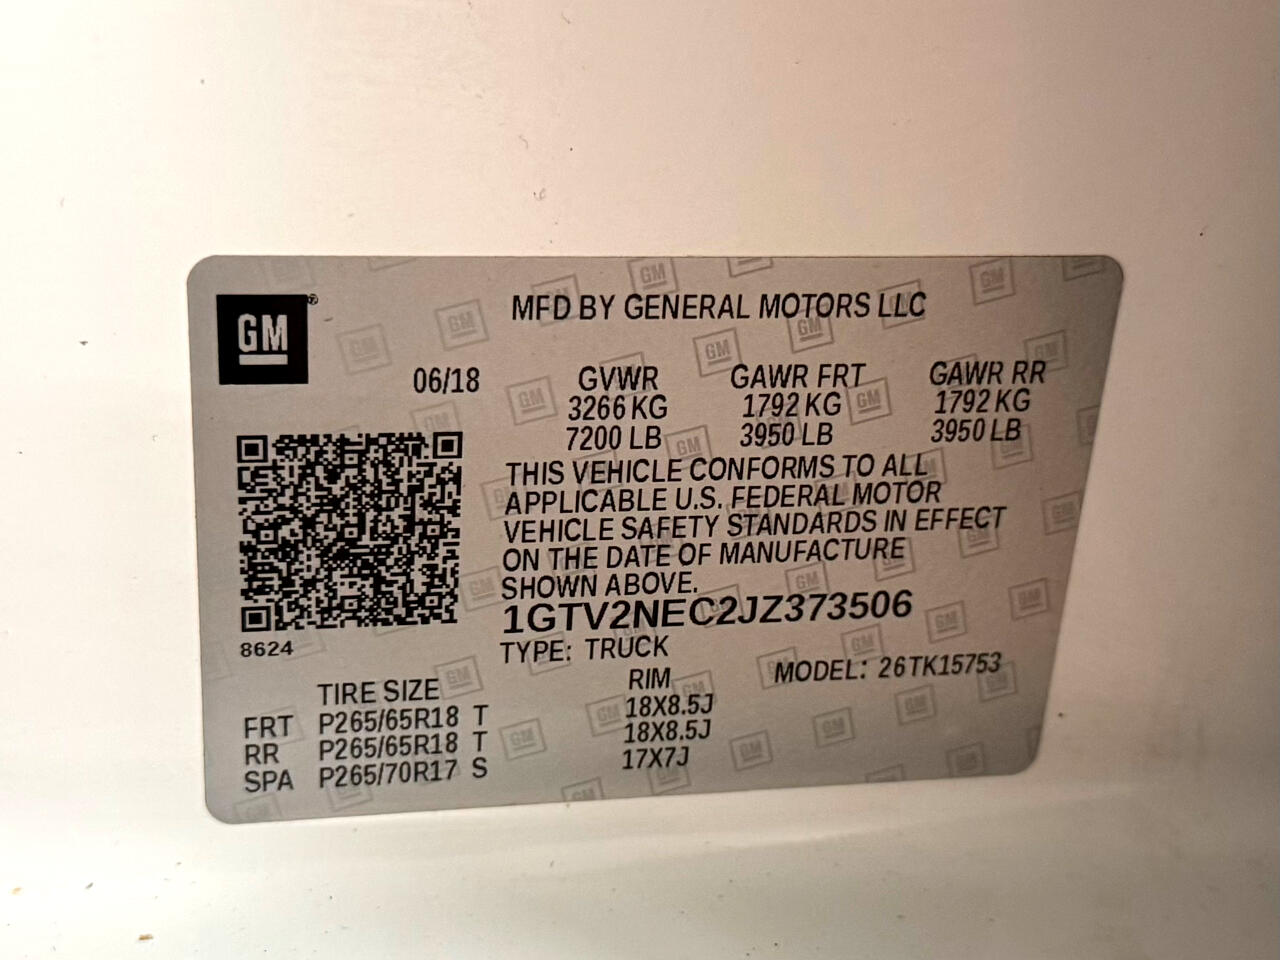 GM
MFD BY GENERAL MOTORS LLC
06/18 GVWR GAWR FRT GAWR RR
3266 KG 1792 KG 1792 KG
7200 LB 3950 LB 3950 LB
THIS VEHICLE CONFORMS TO ALL
APPLICABLE U.S. FEDERAL MOTOR
VEHICLE SAFETY STANDARDS IN EFFECT
ON THE DATE OF MANUFACTURE
SHOWN ABOVE.
1GTV2NEC2JZ373506
8624
TYPE: TRUCK MODEL: 26TK15753
TIRE SIZE RIM
FRT P265/65R18 T 18X8.5J
RR P265/65R18 T 18X8.5J
SPA P265/70R17 S 17X7J